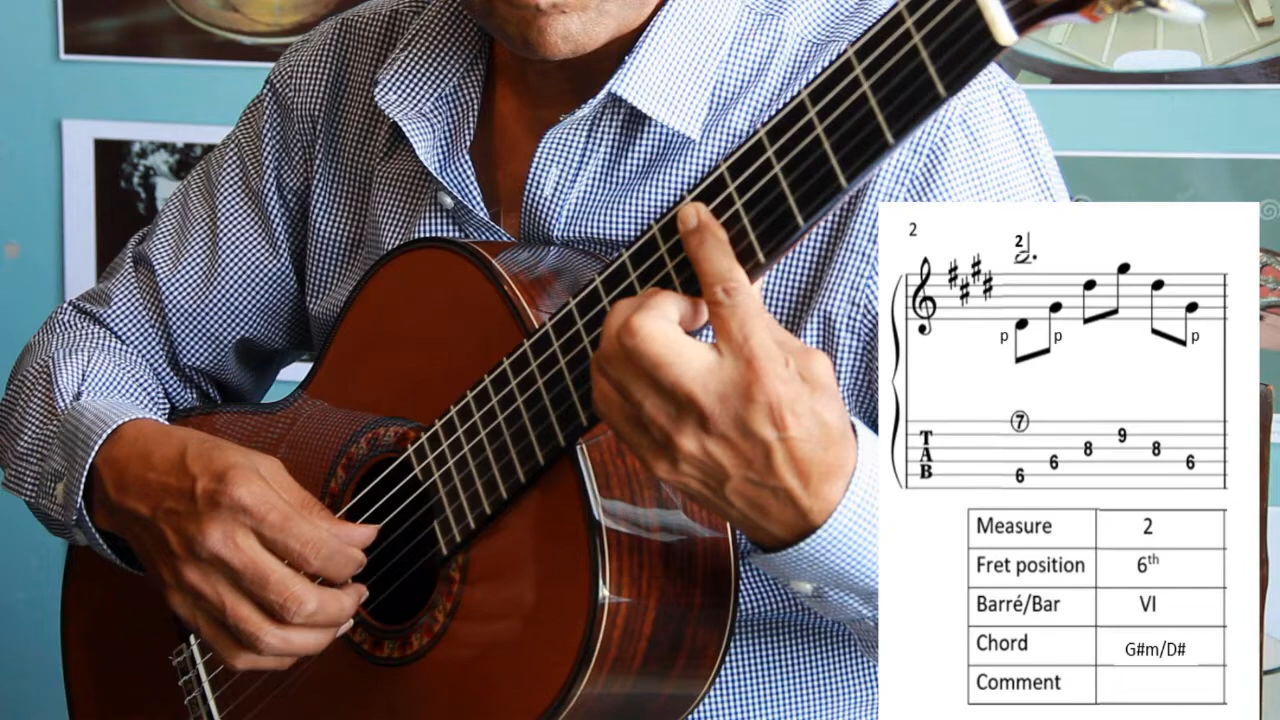 2
2
p p p
7
T
A
B
6 6 8 9 8 6
Measure 2
Fret position 6th
Barré/Bar VI
Chord G#m/D#
Comment